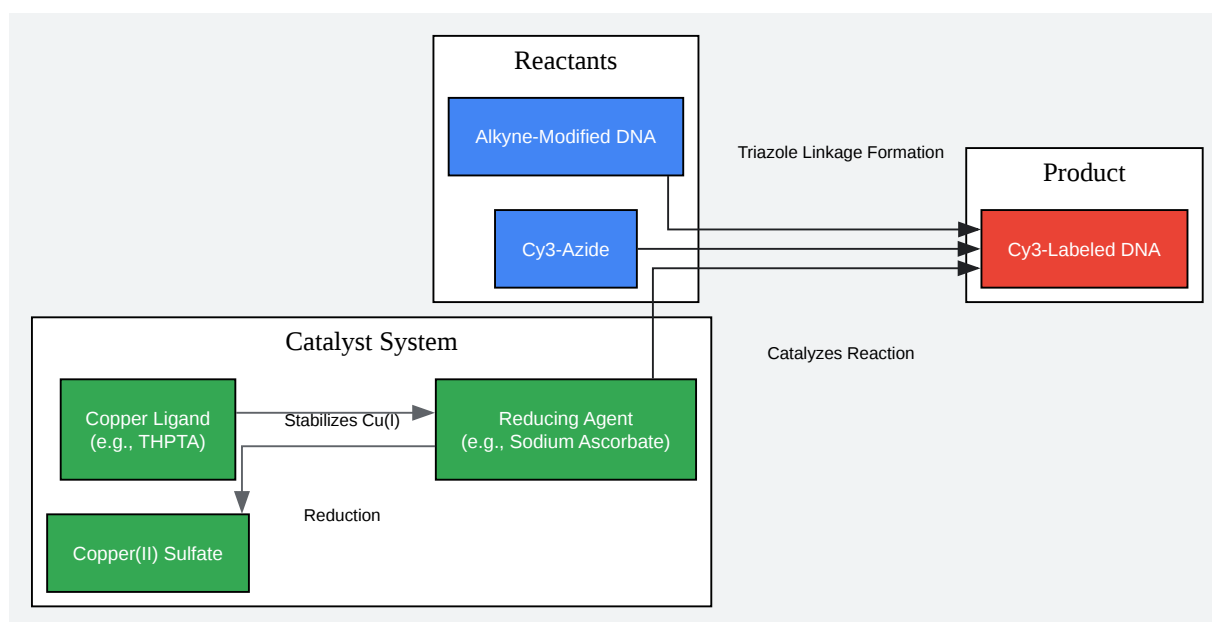 Reactants
Alkyne-Modified DNA
Triazole Linkage Formation
Product
Cy3-Azide
Cy3-Labeled DNA
Catalyst System
Catalyzes Reaction
Copper Ligand
(e.g., THPTA)
Stabilizes Cu(I)
Reducing Agent
(e.g., Sodium Ascorbate)
Reduction
Copper(II) Sulfate